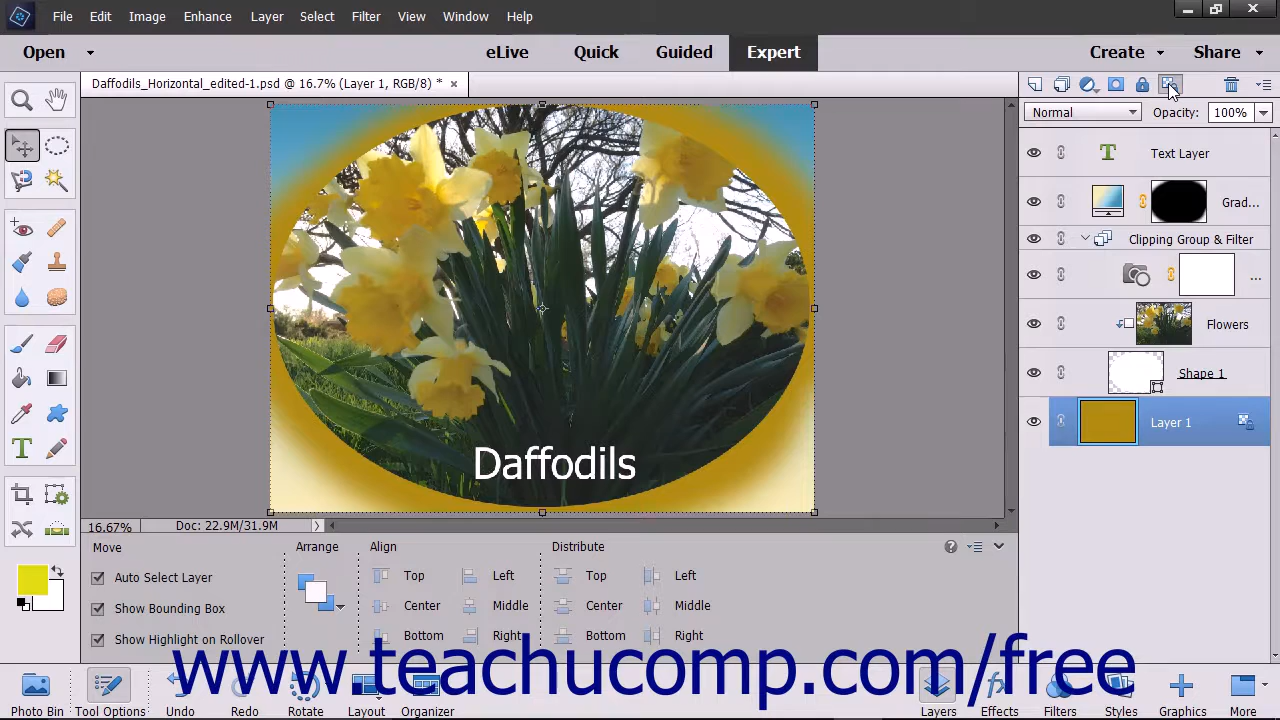 File Edit Image Enhance Layer Select Filter View Window Help
Open eLive Quick Guided Expert Create Share
Daffodils_Horizontal_edited-1.psd @ 16.7% (Layer 1, RGB/8) *
Normal Opacity: 100%
Text Layer
Grad...
Clipping Group & Filter
...
Flowers
Shape 1
Layer 1
Daffodils
16.67% Doc: 22.9M/31.9M
Move Arrange Align Distribute
Auto Select Layer Top Left Top Left
Show Bounding Box Center Middle Center Middle
Show Highlight on Rollover Bottom Right Bottom Right
www.teachucomp.com/free
Photo Bin Tool Options Undo Redo Rotate Layout Organizer Layers Effects Filters Styles Graphics More